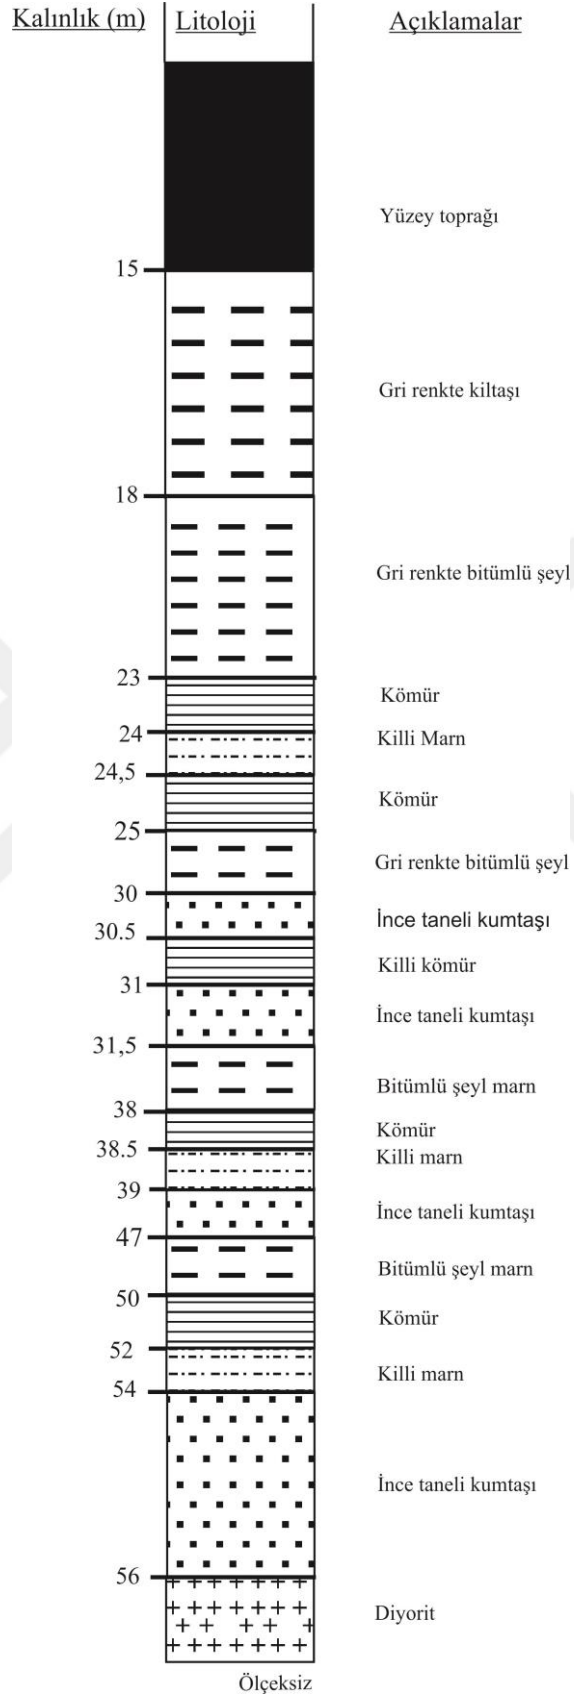 Kalınlık (m) Litoloji Açıklamalar
Yüzey toprağı
15
Gri renkte kiltaşı
18
Gri renkte bitümlü şeyl
23
Kömür
24
Killi Marn
24,5
Kömür
25
Gri renkte bitümlü şeyl
30
İnce taneli kumtaşı
30.5
Killi kömür
31
İnce taneli kumtaşı
31,5
Bitümlü şeyl marn
38
Kömür
38.5
Killi marn
39
İnce taneli kumtaşı
47
Bitümlü şeyl marn
50
Kömür
52
Killi marn
54
İnce taneli kumtaşı
56
Diyorit
Ölçeksiz